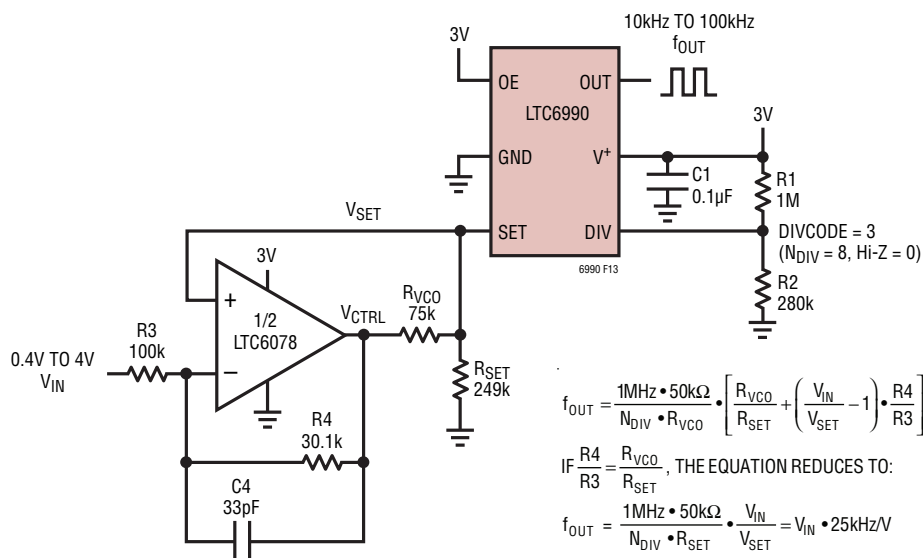 10kHz TO 100kHz
fOUT
3V
OE
OUT
LTC6990
GND
V+
3V
C1
0.1µF
R1
1M
VSET
SET
DIV
DIVCODE = 3
(NDIV = 8, Hi-Z = 0)
6990 F13
R2
280k
3V
+
1/2
LTC6078
–
VCTRL
RVCO
75k
R3
100k
0.4V TO 4V
VIN
RSET
249k
R4
30.1k
C4
33pF
fOUT = 1MHz • 50kΩ / NDIV • RVCO • [RVCO / RSET + (VIN / VSET – 1) • R4 / R3]
IF R4 / R3 = RVCO / RSET , THE EQUATION REDUCES TO:
fOUT = 1MHz • 50kΩ / NDIV • RSET • VIN / VSET = VIN • 25kHz/V